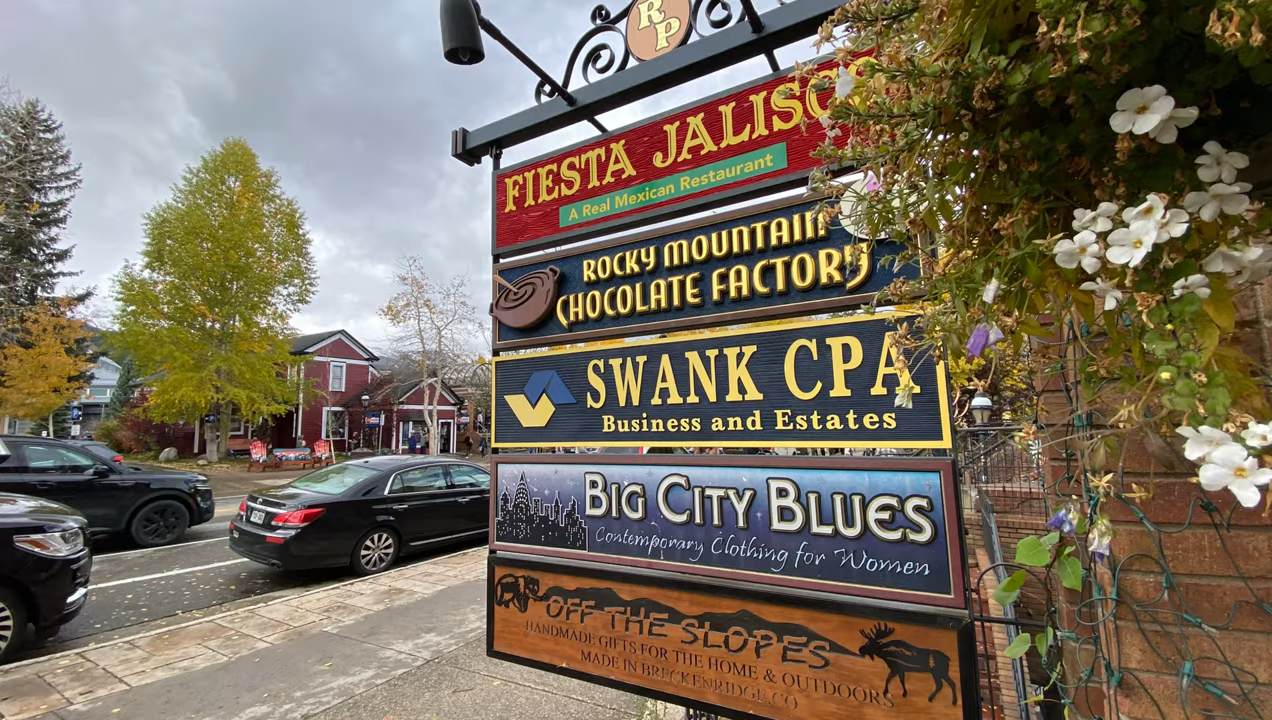 RP
FIESTA JALISCO
A Real Mexican Restaurant
ROCKY MOUNTAIN
CHOCOLATE FACTORY
SWANK CPA
Business and Estates
BIG CITY BLUES
Contemporary Clothing for Women
OFF THE SLOPES
HANDMADE GIFTS FOR THE HOME & OUTDOORS
MADE IN BRECKENRIDGE, CO